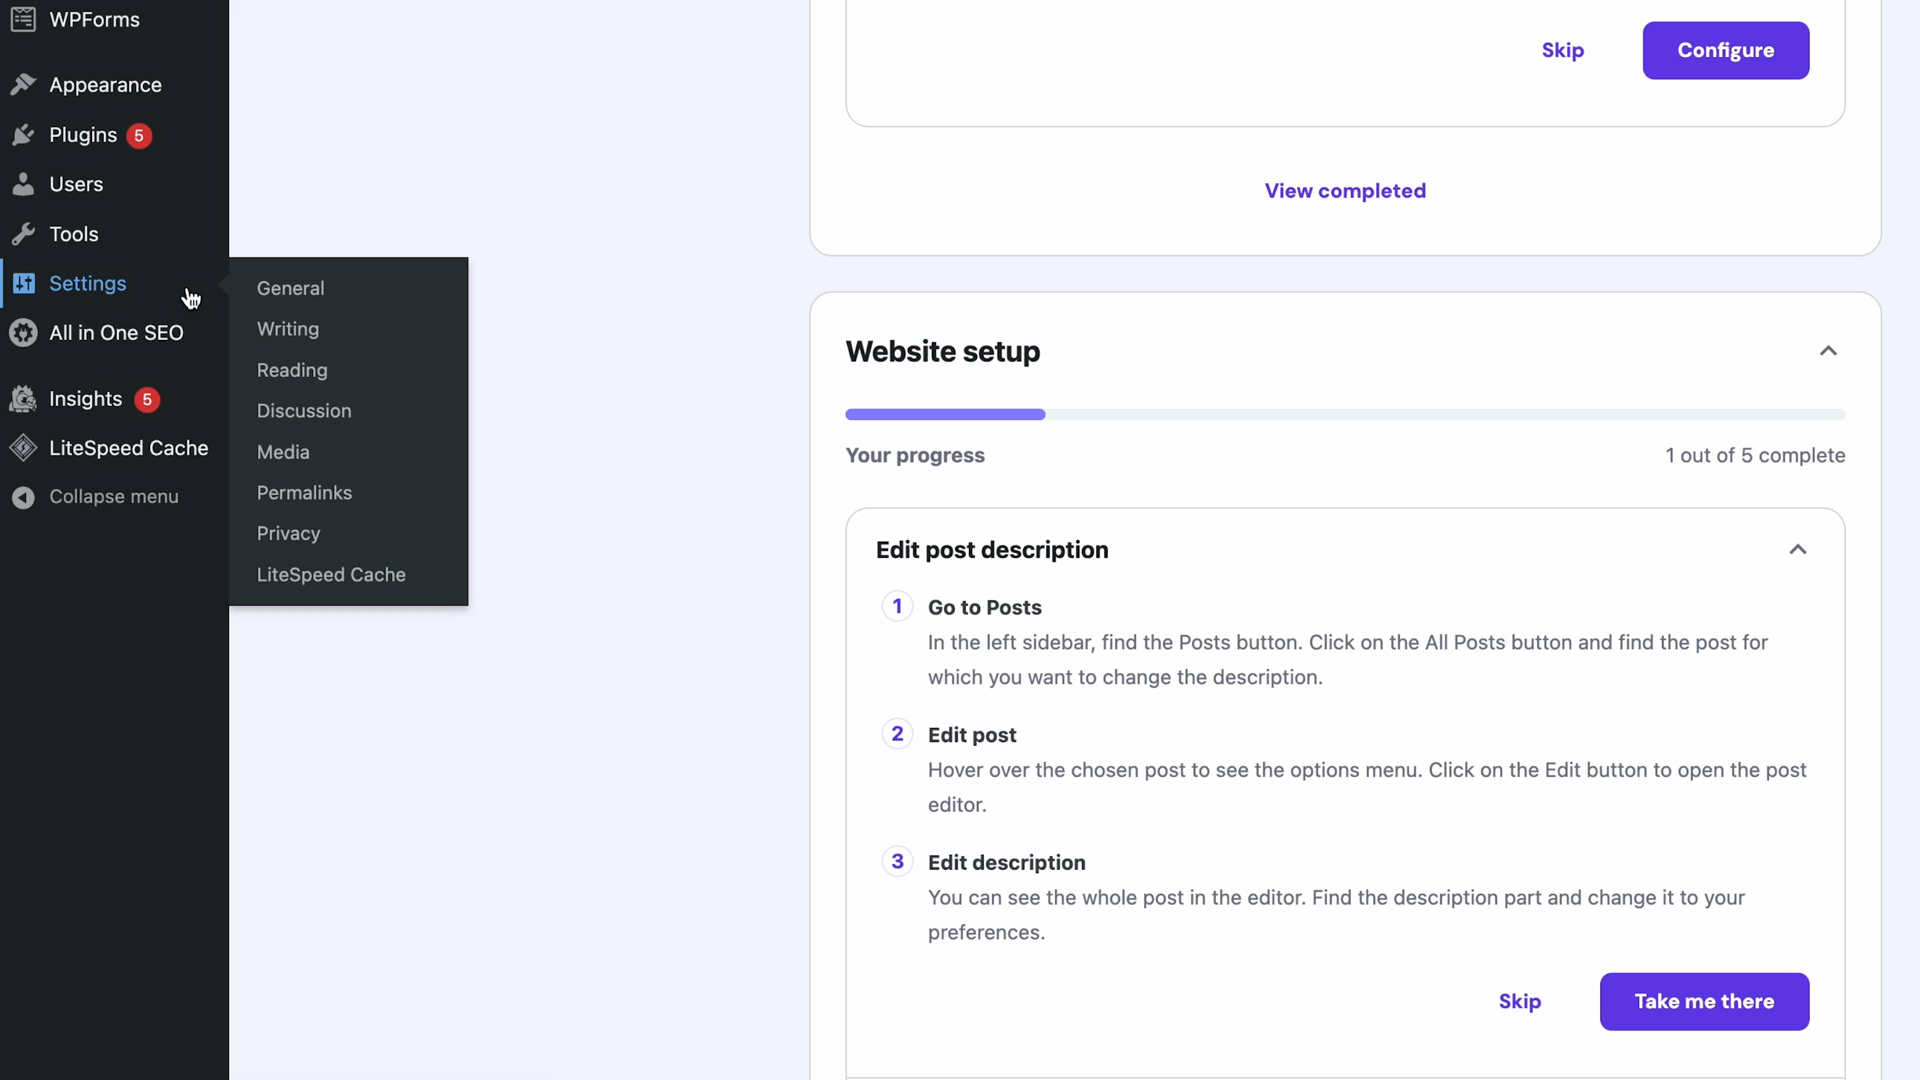 WPForms
Appearance
Plugins 5
Users
Tools
Settings
All in One SEO
Insights 5
LiteSpeed Cache
Collapse menu
General
Writing
Reading
Discussion
Media
Permalinks
Privacy
LiteSpeed Cache
Skip
Configure
View completed
Website setup
Your progress
1 out of 5 complete
Edit post description
1 Go to Posts
In the left sidebar, find the Posts button. Click on the All Posts button and find the post for
which you want to change the description.
2 Edit post
Hover over the chosen post to see the options menu. Click on the Edit button to open the post
editor.
3 Edit description
You can see the whole post in the editor. Find the description part and change it to your
preferences.
Skip
Take me there